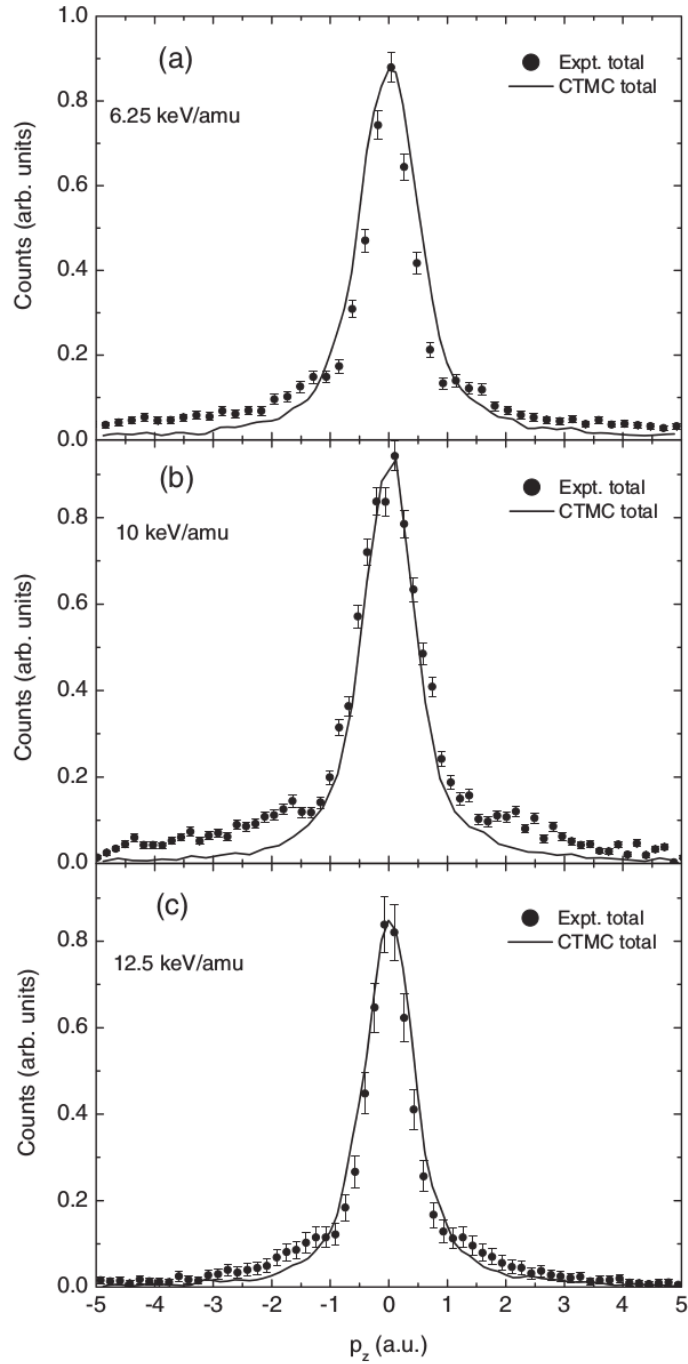 (a)
6.25 keV/amu
Expt. total
CTMC total
Counts (arb. units)
1.0
0.8
0.6
0.4
0.2
0.0
(b)
10 keV/amu
Expt. total
CTMC total
Counts (arb. units)
0.8
0.6
0.4
0.2
0.0
(c)
12.5 keV/amu
Expt. total
CTMC total
Counts (arb. units)
0.8
0.6
0.4
0.2
0.0
-5 -4 -3 -2 -1 0 1 2 3 4 5
p_z (a.u.)